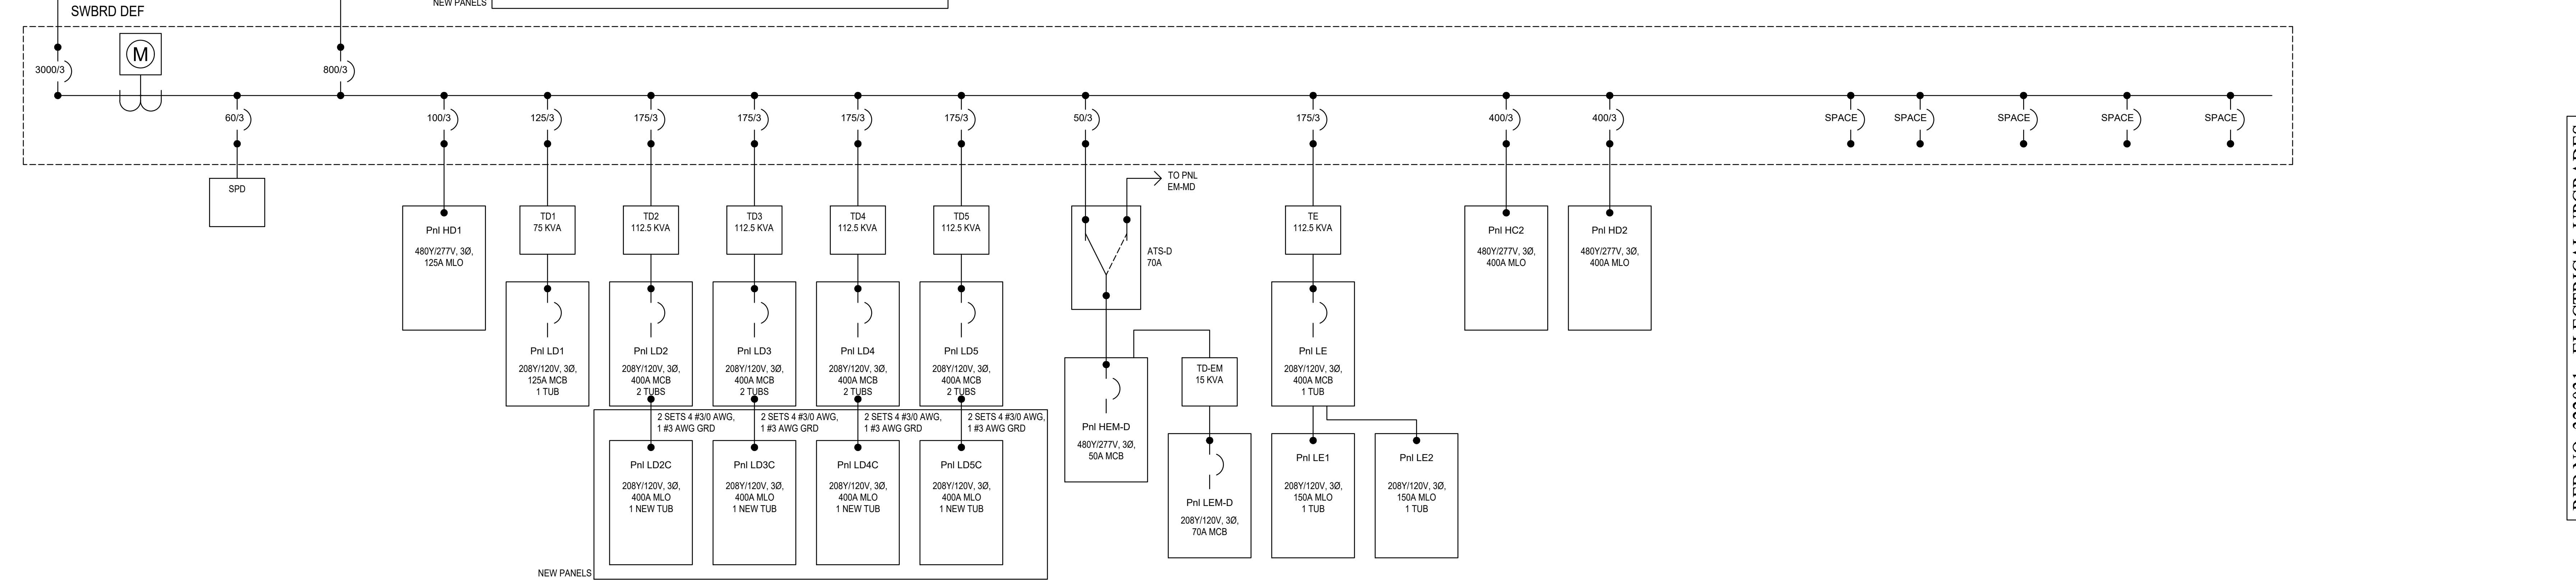 NEW PANELS
SWBRD DEF
M
3000/3
800/3
60/3
100/3
125/3
175/3
175/3
175/3
175/3
50/3
175/3
400/3
400/3
SPACE
SPACE
SPACE
SPACE
SPACE
SPD
TO PNL
EM-MD
ATS-D
70A
Pnl HD1
480Y/277V, 3Ø,
125A MLO
TD1
75 KVA
TD2
112.5 KVA
TD3
112.5 KVA
TD4
112.5 KVA
TD5
112.5 KVA
TE
112.5 KVA
Pnl HC2
480Y/277V, 3Ø,
400A MLO
Pnl HD2
480Y/277V, 3Ø,
400A MLO
Pnl LD1
208Y/120V, 3Ø,
125A MCB
1 TUB
Pnl LD2
208Y/120V, 3Ø,
400A MCB
2 TUBS
Pnl LD3
208Y/120V, 3Ø,
400A MCB
2 TUBS
Pnl LD4
208Y/120V, 3Ø,
400A MCB
2 TUBS
Pnl LD5
208Y/120V, 3Ø,
400A MCB
2 TUBS
Pnl LE
208Y/120V, 3Ø,
400A MCB
1 TUB
TD-EM
15 KVA
2 SETS 4 #3/0 AWG,
1 #3 AWG GRD
2 SETS 4 #3/0 AWG,
1 #3 AWG GRD
2 SETS 4 #3/0 AWG,
1 #3 AWG GRD
2 SETS 4 #3/0 AWG,
1 #3 AWG GRD
Pnl HEM-D
480Y/277V, 3Ø,
50A MCB
Pnl LD2C
208Y/120V, 3Ø,
400A MLO
1 NEW TUB
Pnl LD3C
208Y/120V, 3Ø,
400A MLO
1 NEW TUB
Pnl LD4C
208Y/120V, 3Ø,
400A MLO
1 NEW TUB
Pnl LD5C
208Y/120V, 3Ø,
400A MLO
1 NEW TUB
Pnl LEM-D
208Y/120V, 3Ø,
70A MCB
Pnl LE1
208Y/120V, 3Ø,
150A MLO
1 TUB
Pnl LE2
208Y/120V, 3Ø,
150A MLO
1 TUB
NEW PANELS